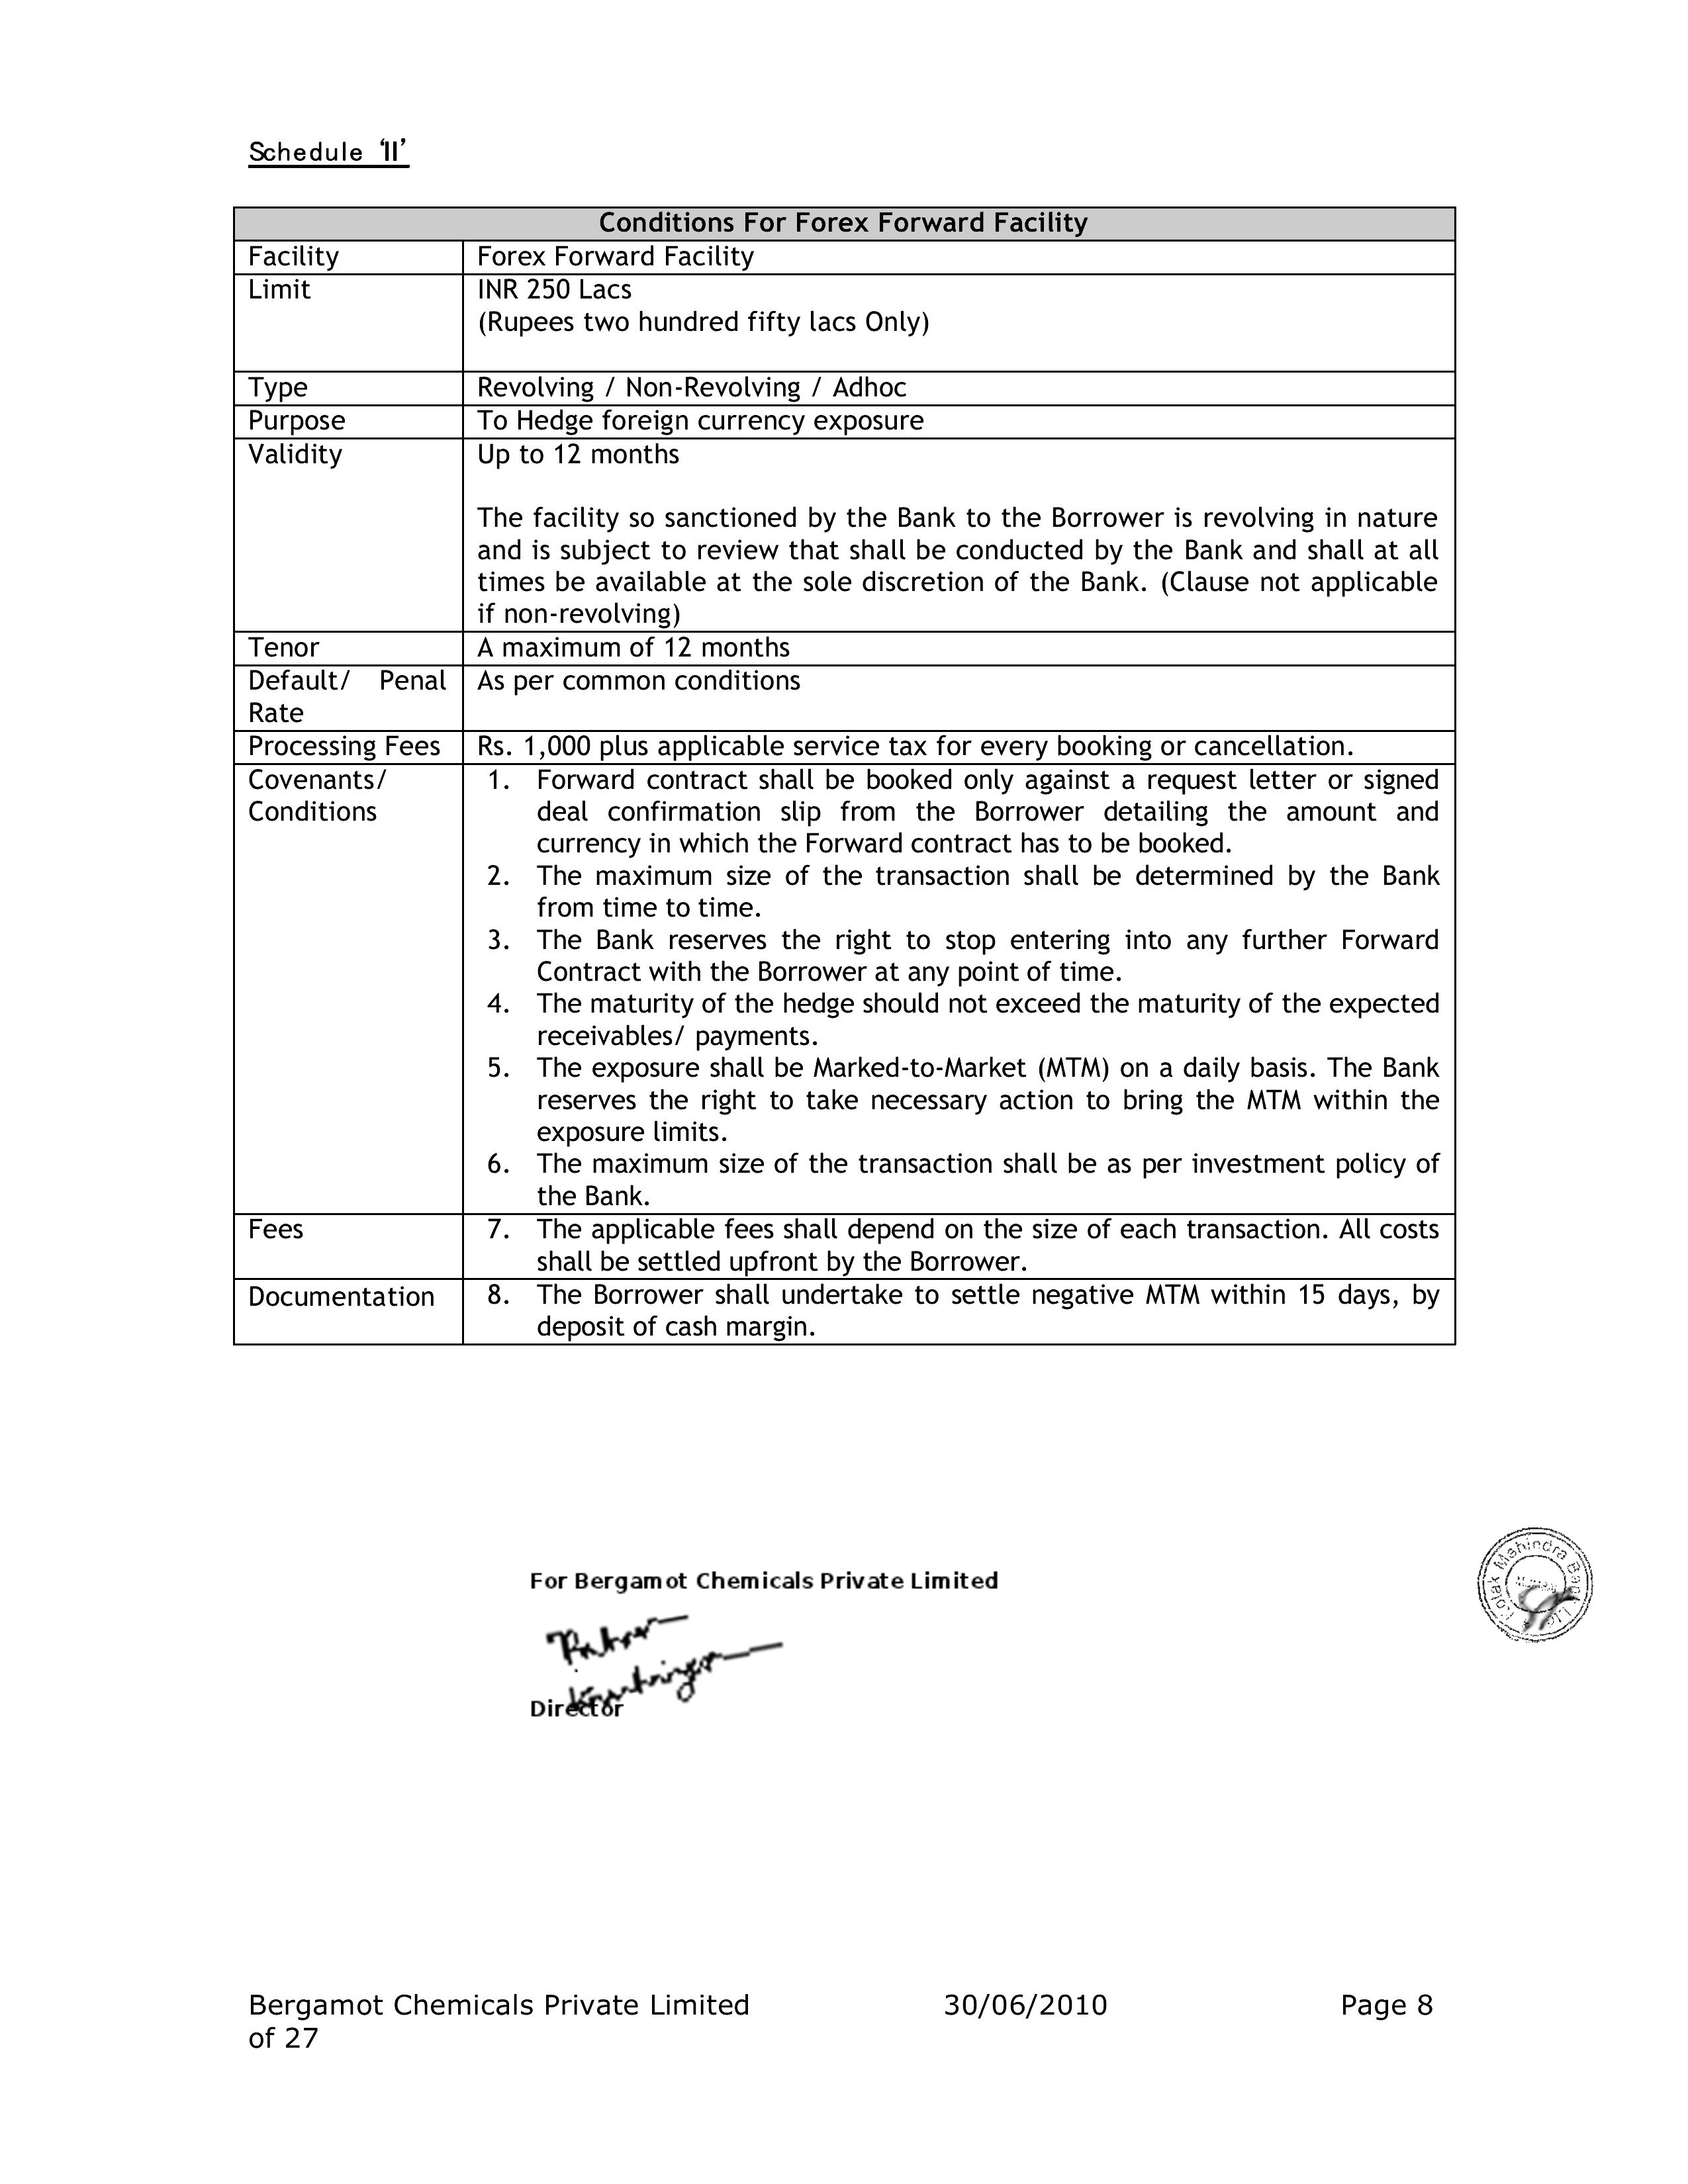 Schedule ‘II’
Conditions For Forex Forward Facility
Facility Forex Forward Facility
Limit INR 250 Lacs
(Rupees two hundred fifty lacs Only)
Type Revolving / Non-Revolving / Adhoc
Purpose To Hedge foreign currency exposure
Validity Up to 12 months
The facility so sanctioned by the Bank to the Borrower is revolving in nature
and is subject to review that shall be conducted by the Bank and shall at all
times be available at the sole discretion of the Bank. (Clause not applicable
if non-revolving)
Tenor A maximum of 12 months
Default/ Penal As per common conditions
Rate
Processing Fees Rs. 1,000 plus applicable service tax for every booking or cancellation.
Covenants/ 1. Forward contract shall be booked only against a request letter or signed
Conditions deal confirmation slip from the Borrower detailing the amount and
currency in which the Forward contract has to be booked.
2. The maximum size of the transaction shall be determined by the Bank
from time to time.
3. The Bank reserves the right to stop entering into any further Forward
Contract with the Borrower at any point of time.
4. The maturity of the hedge should not exceed the maturity of the expected
receivables/ payments.
5. The exposure shall be Marked-to-Market (MTM) on a daily basis. The Bank
reserves the right to take necessary action to bring the MTM within the
exposure limits.
6. The maximum size of the transaction shall be as per investment policy of
the Bank.
Fees 7. The applicable fees shall depend on the size of each transaction. All costs
shall be settled upfront by the Borrower.
Documentation 8. The Borrower shall undertake to settle negative MTM within 15 days, by
deposit of cash margin.
For Bergamot Chemicals Private Limited
Director
Kotak Mahindra Bank Ltd
Bergamot Chemicals Private Limited 30/06/2010 Page 8
of 27